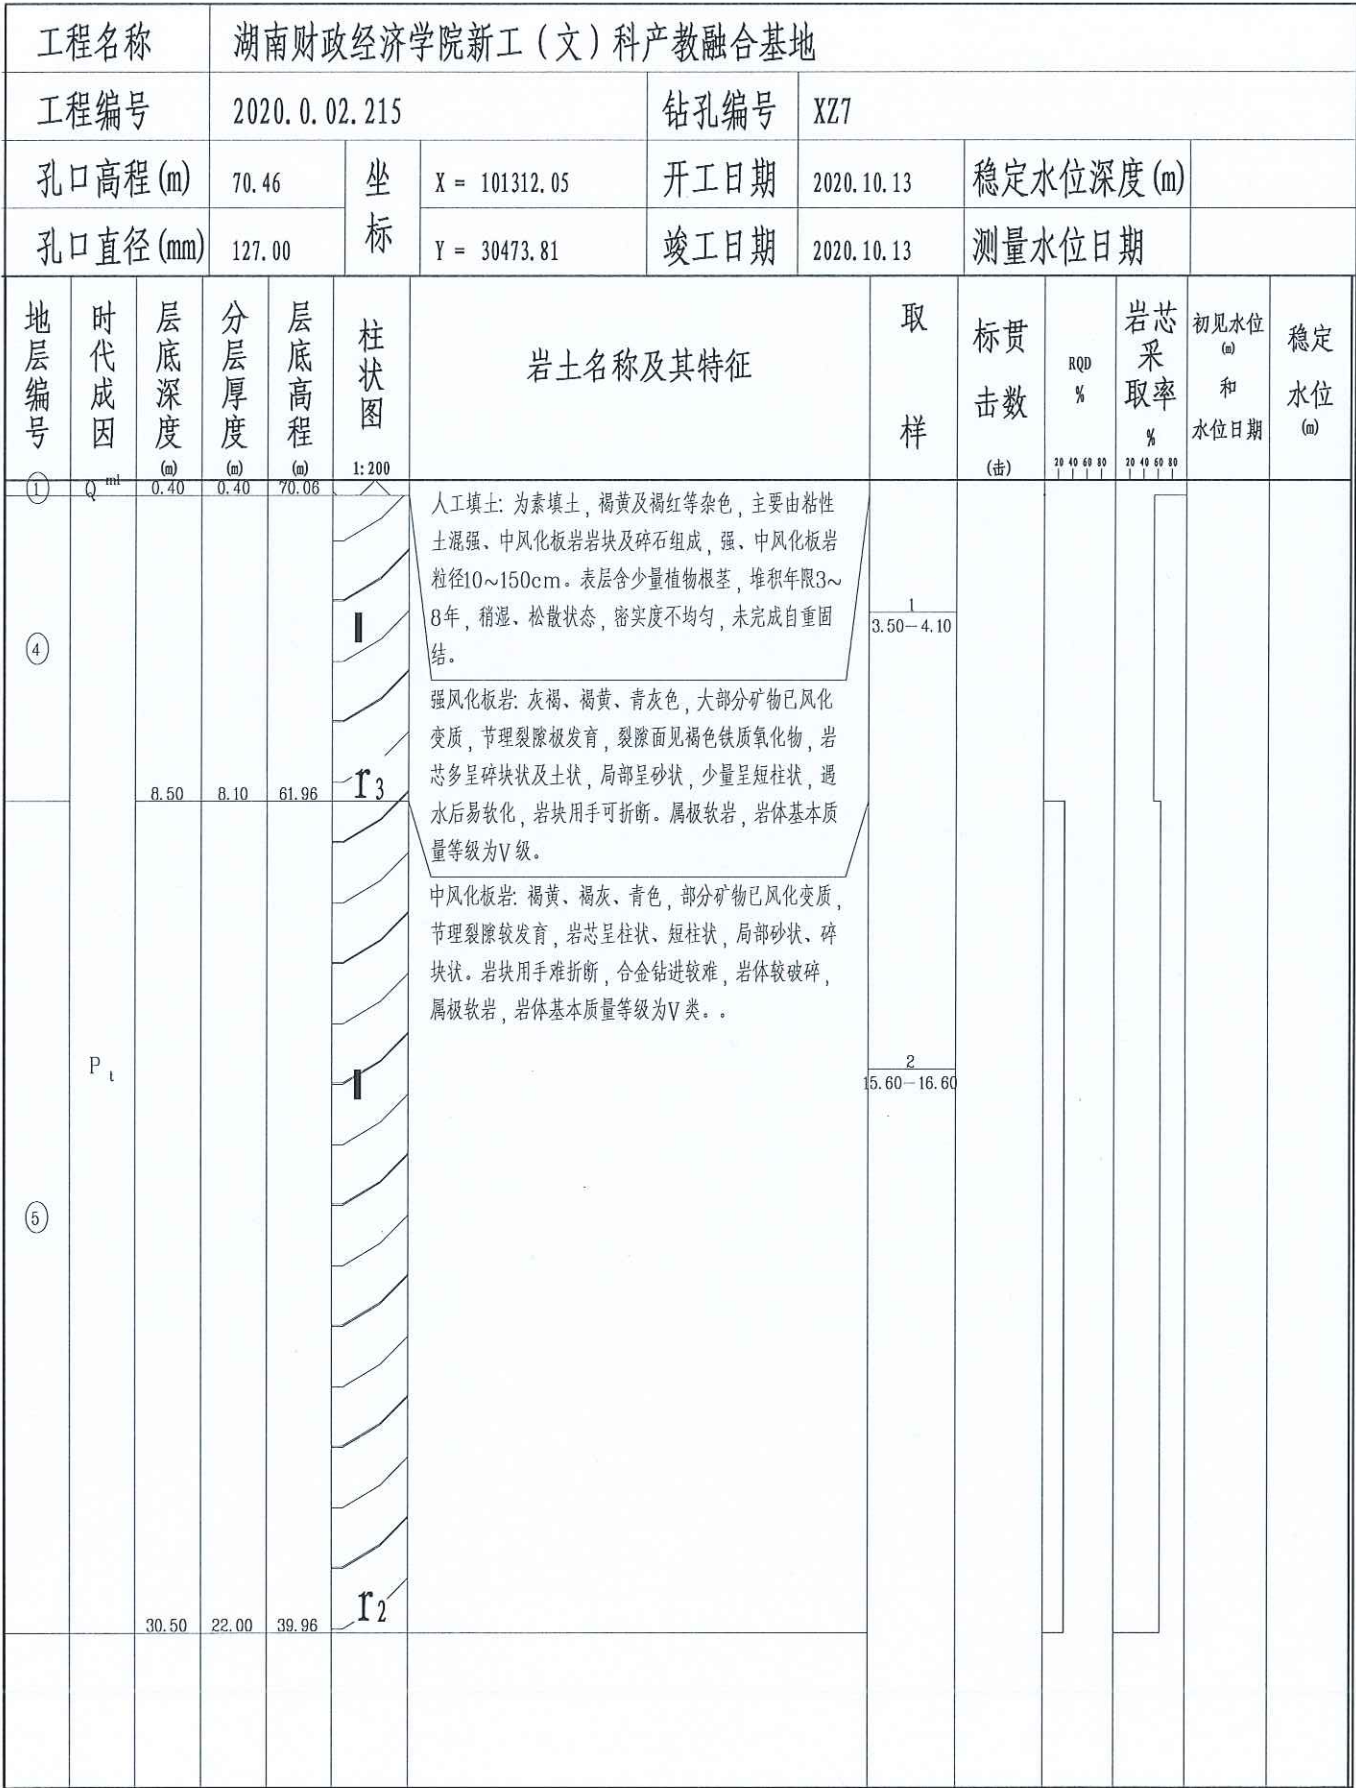 工程名称 湖南财政经济学院新工（文）科产教融合基地
工程编号 2020.0.02.215 钻孔编号 XZ7
孔口高程(m) 70.46 坐标 X = 101312.05 开工日期 2020.10.13 稳定水位深度(m)
孔口直径(mm) 127.00 Y = 30473.81 竣工日期 2020.10.13 测量水位日期
地层编号 时代成因 层底深度(m) 分层厚度(m) 层底高程(m) 柱状图 1:200 岩土名称及其特征 取样 标贯击数(击) RQD % 20 40 60 80 岩芯采取率 % 20 40 60 80 初见水位(m)和水位日期 稳定水位(m)
① Q ml 0.40 0.40 70.06
人工填土: 为素填土, 褐黄及褐红等杂色, 主要由粘性
土混强、中风化板岩岩块及碎石组成, 强、中风化板岩
粒径10~150cm。表层含少量植物根茎, 堆积年限3~
8年, 稍湿、松散状态, 密实度不均匀, 未完成自重固
结。
1
3.50-4.10
④
强风化板岩: 灰褐、褐黄、青灰色, 大部分矿物已风化
变质, 节理裂隙极发育, 裂隙面见褐色铁质氧化物, 岩
芯多呈碎块状及土状, 局部呈砂状, 少量呈短柱状, 遇
水后易软化, 岩块用手可折断。属极软岩, 岩体基本质
量等级为V级。
8.50 8.10 61.96 r3
中风化板岩: 褐黄、褐灰、青色, 部分矿物已风化变质,
节理裂隙较发育, 岩芯呈柱状、短柱状, 局部砂状、碎
块状。岩块用手难折断, 合金钻进较难, 岩体较破碎,
属极软岩, 岩体基本质量等级为V类。。
Pt
2
15.60-16.60
⑤
30.50 22.00 39.96 r2